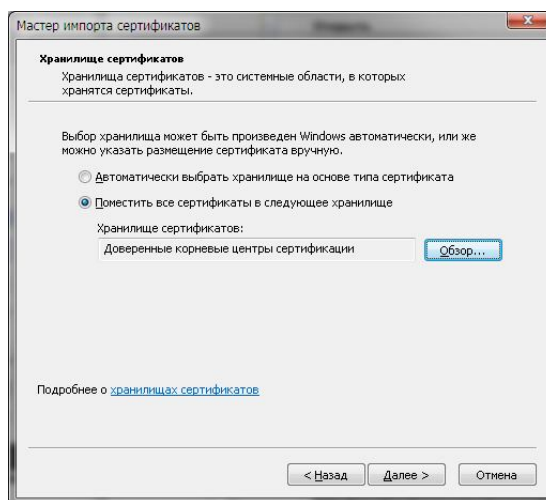 Мастер импорта сертификатов
Хранилище сертификатов
Хранилища сертификатов - это системные области, в которых
хранятся сертификаты.
Выбор хранилища может быть произведен Windows автоматически, или же
можно указать размещение сертификата вручную.
Автоматически выбрать хранилище на основе типа сертификата
Поместить все сертификаты в следующее хранилище
Хранилище сертификатов:
Доверенные корневые центры сертификации Обзор...
Подробнее о хранилищах сертификатов
< Назад Далее > Отмена